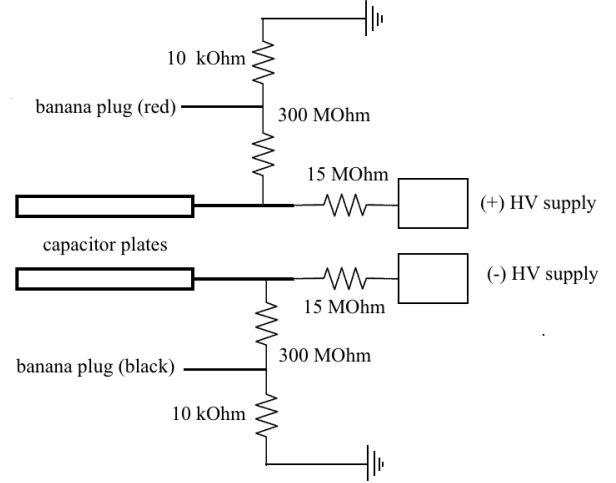 10 kOhm
banana plug (red)
300 MOhm
15 MOhm
(+) HV supply
capacitor plates
(-) HV supply
15 MOhm
300 MOhm
banana plug (black)
10 kOhm